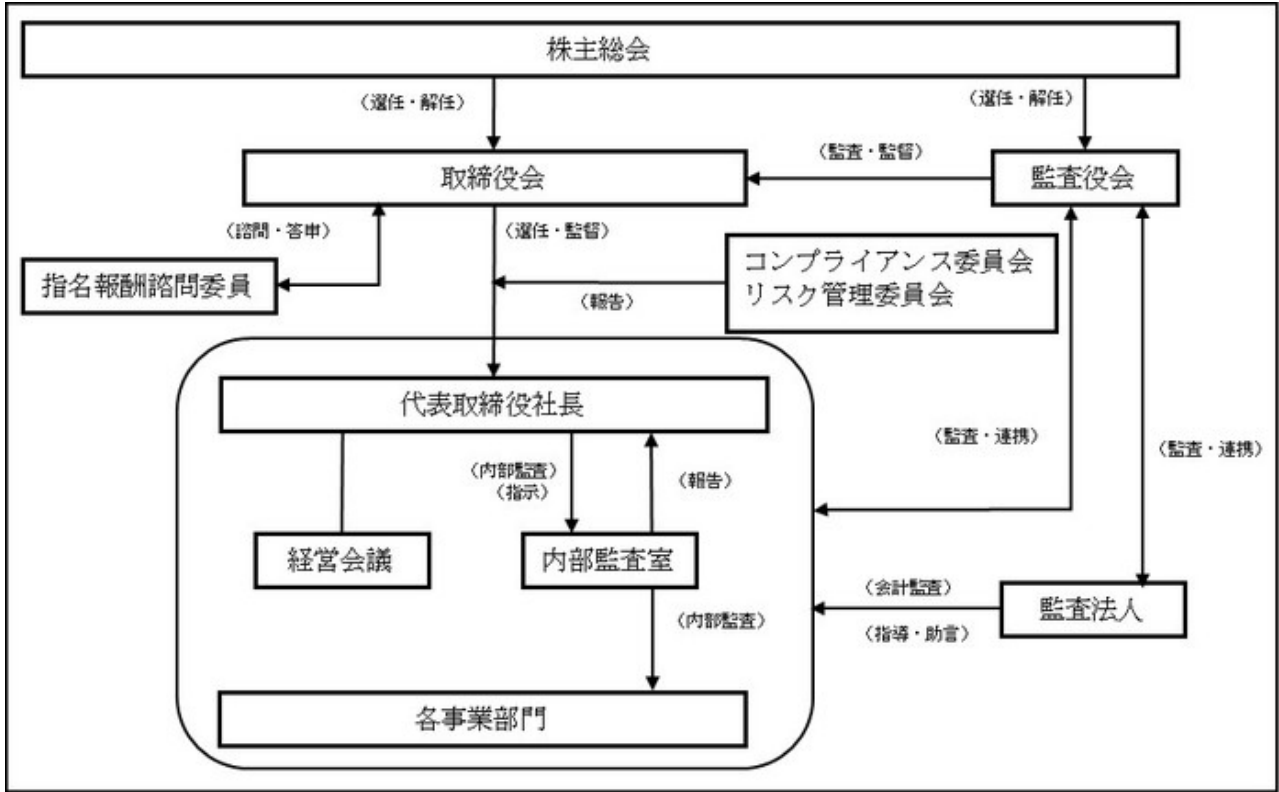 株主総会
（選任・解任）
（選任・解任）
取締役会
（監査・監督）
監査役会
（諮問・答申）
（選任・監督）
指名報酬諮問委員
コンプライアンス委員会
リスク管理委員会
（報告）
代表取締役社長
（内部監査）
（指示）
（報告）
（監査・連携）
（監査・連携）
経営会議
内部監査室
（会計監査）
監査法人
（指導・助言）
（内部監査）
各事業部門